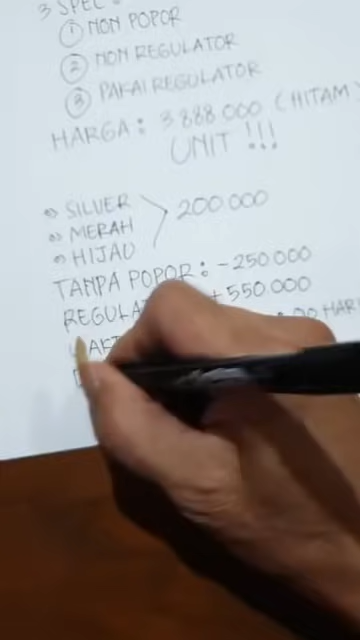 3 SPEC :
① NON POPOR
② NON REGULATOR
③ PAKAI REGULATOR
HARGA : 3 888 000 (HITAM)
UNIT !!!
⇒ SILVER
⇒ MERAH
⇒ HIJAU
200 000
TANPA POPOR : - 250 000
+ 550 000
HAR